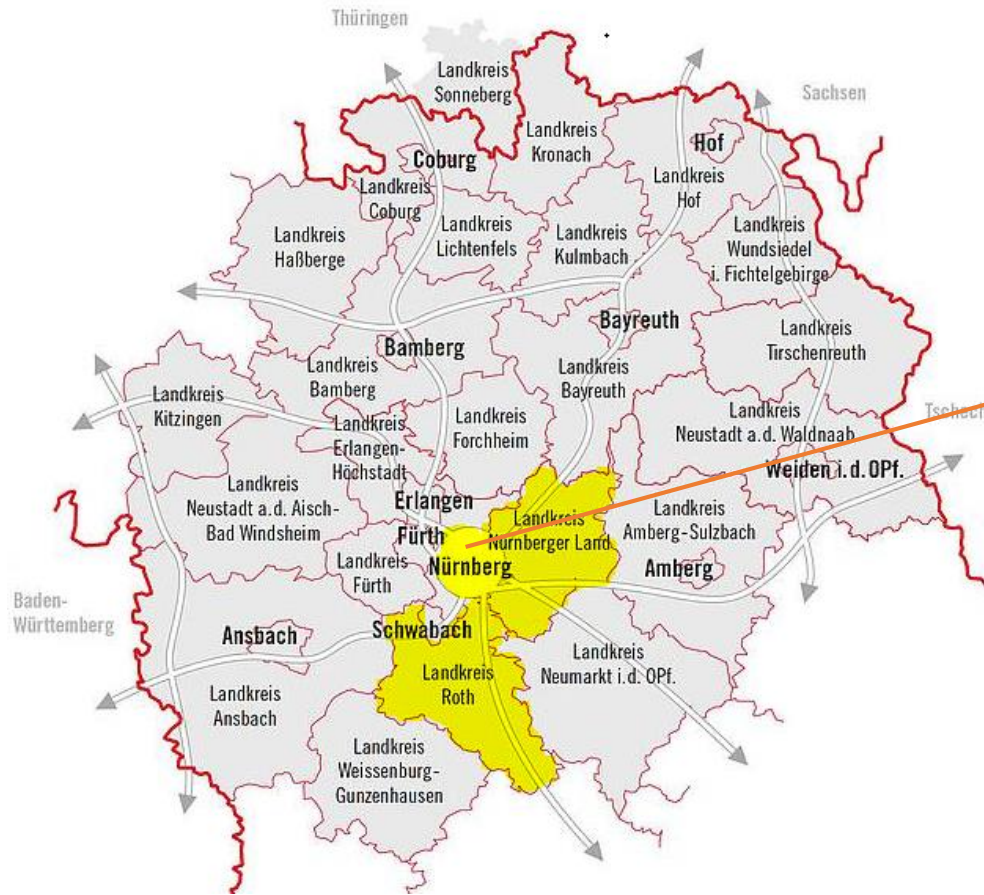 Thüringen
Landkreis
Sonneberg
Sachsen
Landkreis
Kronach
Hof
Coburg
Landkreis
Hof
Landkreis
Coburg
Landkreis
Lichtenfels
Landkreis
Kulmbach
Landkreis
Wundsiedel
i. Fichtelgebirge
Landkreis
Haßberge
Bayreuth
Landkreis
Tirschenreuth
Bamberg
Landkreis
Bamberg
Landkreis
Bayreuth
Landkreis
Kitzingen
Landkreis
Erlangen-
Höchstadt
Landkreis
Forchheim
Landkreis
Neustadt a.d. Waldnaab
Tschech
Weiden i.d.OPf.
Landkreis
Neustadt a.d. Aisch-
Bad Windsheim
Erlangen
Fürth
Landkreis
Nürnberger Land
Landkreis
Amberg-Sulzbach
Landkreis
Fürth
Nürnberg
Amberg
Baden-
Württemberg
Ansbach
Schwabach
Landkreis
Roth
Landkreis
Neumarkt i.d. OPf.
Landkreis
Ansbach
Landkreis
Weissenburg-
Gunzenhausen